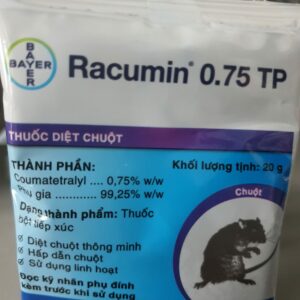 BAYER
BAYER
Racumin® 0.75 TP
THUỐC DIỆT CHUỘT
THÀNH PHẦN:
Khối lượng tịnh: 20 g
Coumatetralyl .... 0,75% w/w
Phụ gia ............ 99,25% w/w
Chuột
Dạng thành phẩm: Thuốc
bột tiếp xúc
Diệt chuột thông minh
Hấp dẫn chuột
Sử dụng linh hoạt
Đọc kỹ nhãn phụ đính
kèm trước khi sử dụng